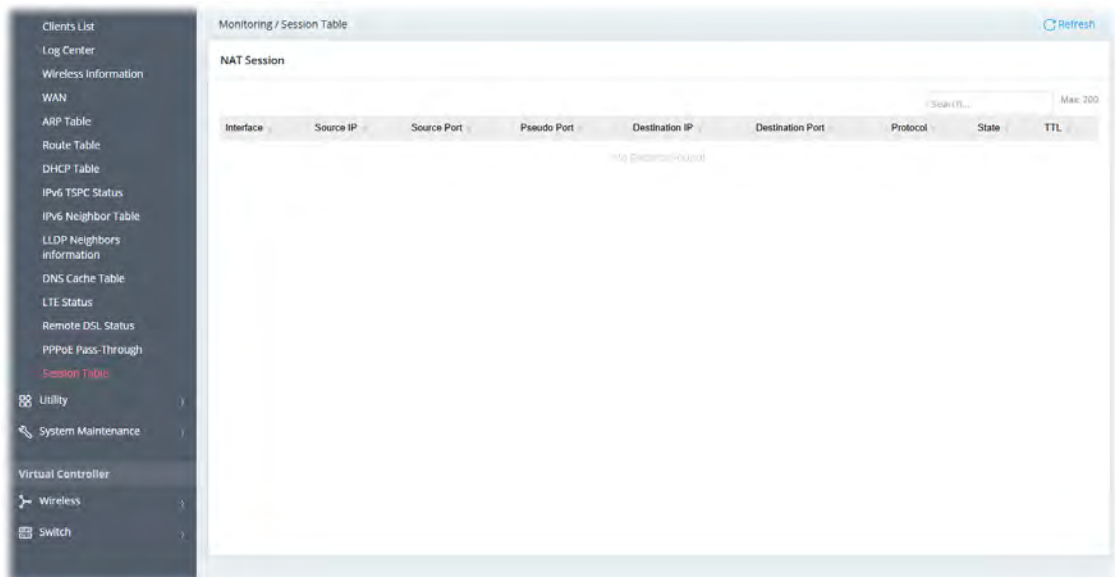 Clients List
Log Center
Wireless Information
WAN
ARP Table
Route Table
DHCP Table
IPv6 TSPC Status
IPv6 Neighbor Table
LLDP Neighbors
information
DNS Cache Table
LTE Status
Remote DSL Status
PPPoE Pass-Through
Session Table
Utility
System Maintenance
Virtual Controller
Wireless
Switch
Monitoring / Session Table
Refresh
NAT Session
Search...
Max: 200
Interface Source IP Source Port Pseudo Port Destination IP Destination Port Protocol State TTL